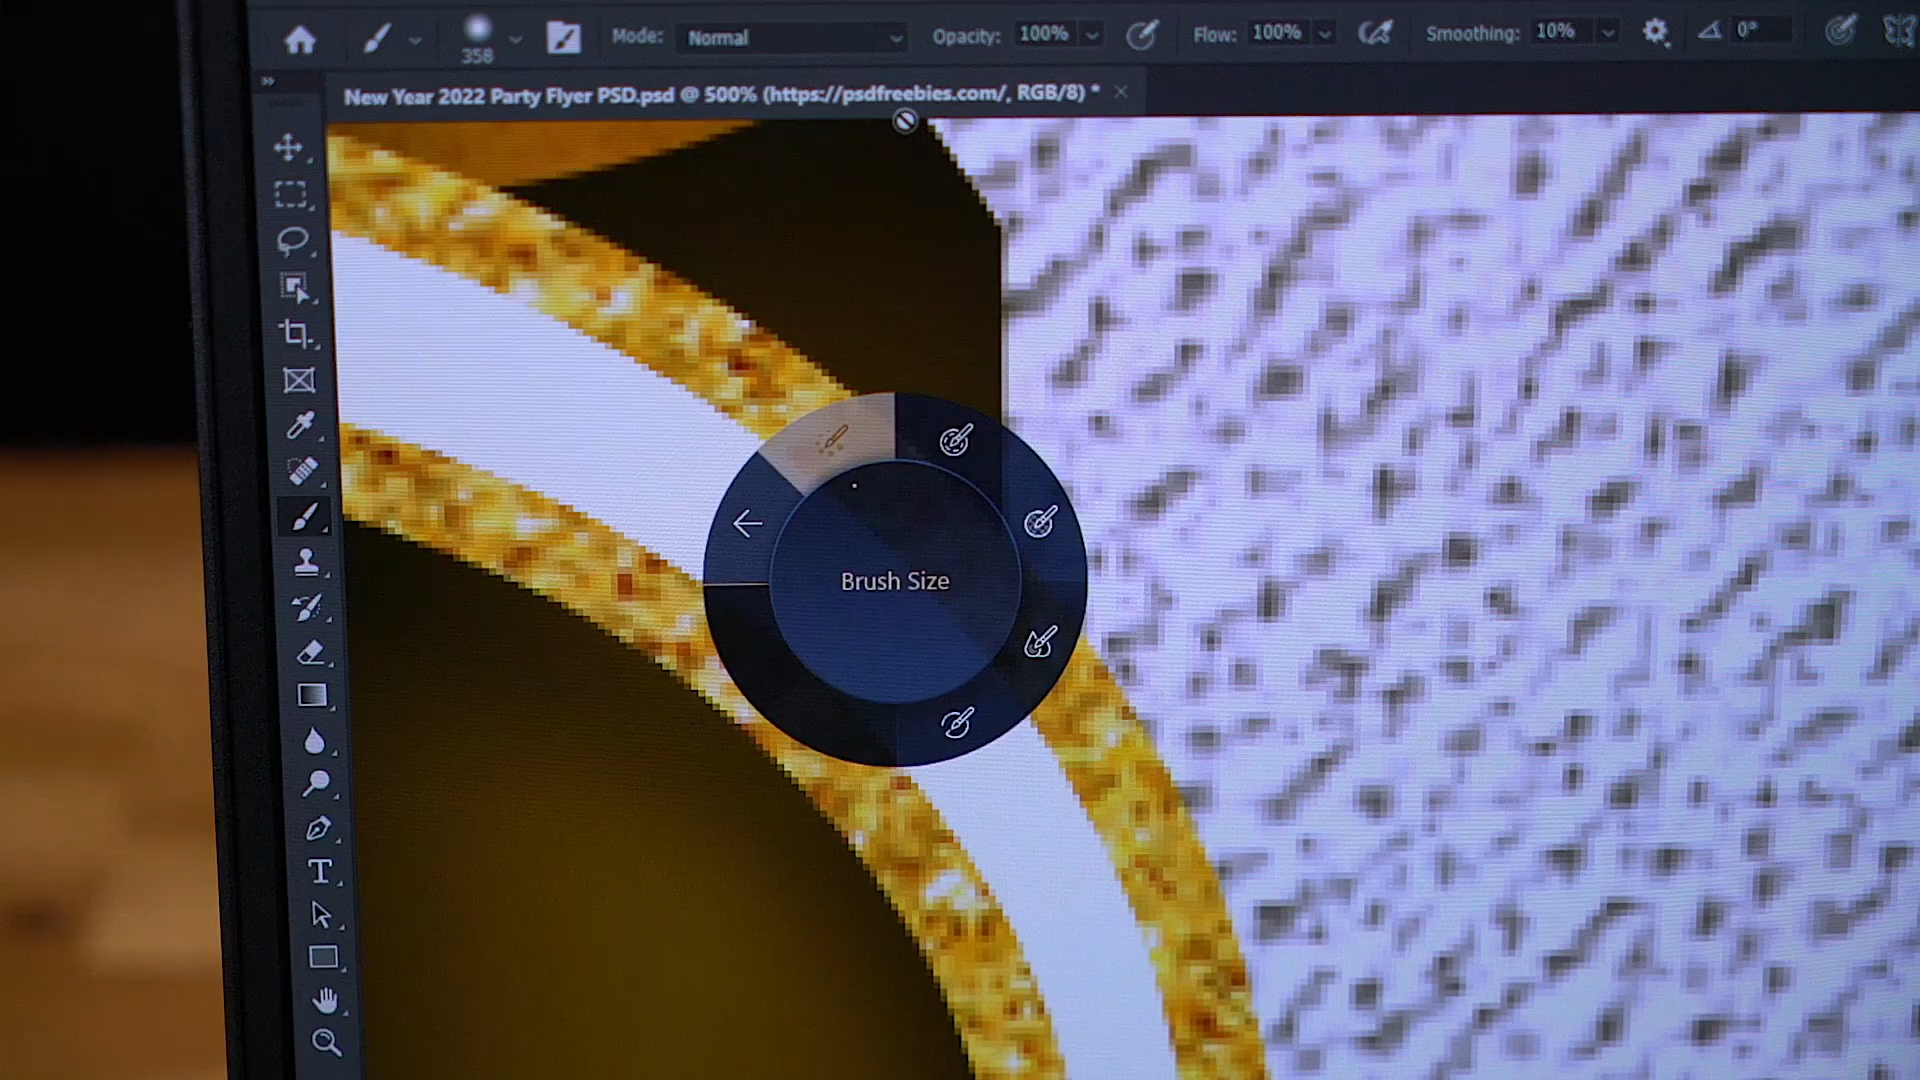 358 Mode: Normal Opacity: 100% Flow: 100% Smoothing: 10% 0°
New Year 2022 Party Flyer PSD.psd @ 500% (https://psdfreebies.com/, RGB/8) *
Brush Size